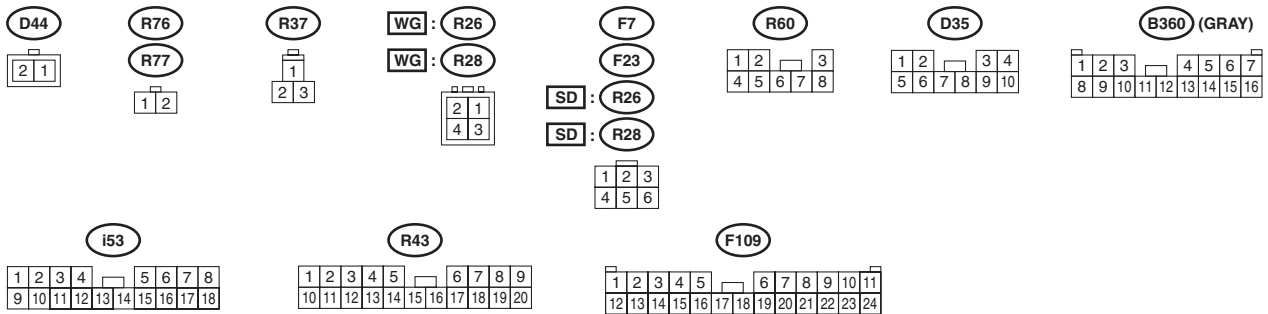 D44 R76 R37 WG : R26 F7 R60 D35 B360 (GRAY)
R77 WG : R28 F23
SD : R26
SD : R28
2 1
1 2
1
2 3
2 1
4 3
1 2 3
4 5 6
1 2 3
4 5 6 7 8
1 2 3 4
5 6 7 8 9 10
1 2 3 4 5 6 7
8 9 10 11 12 13 14 15 16
i53 R43 F109
1 2 3 4 5 6 7 8
9 10 11 12 13 14 15 16 17 18
1 2 3 4 5 6 7 8 9
10 11 12 13 14 15 16 17 18 19 20
1 2 3 4 5 6 7 8 9 10 11
12 13 14 15 16 17 18 19 20 21 22 23 24